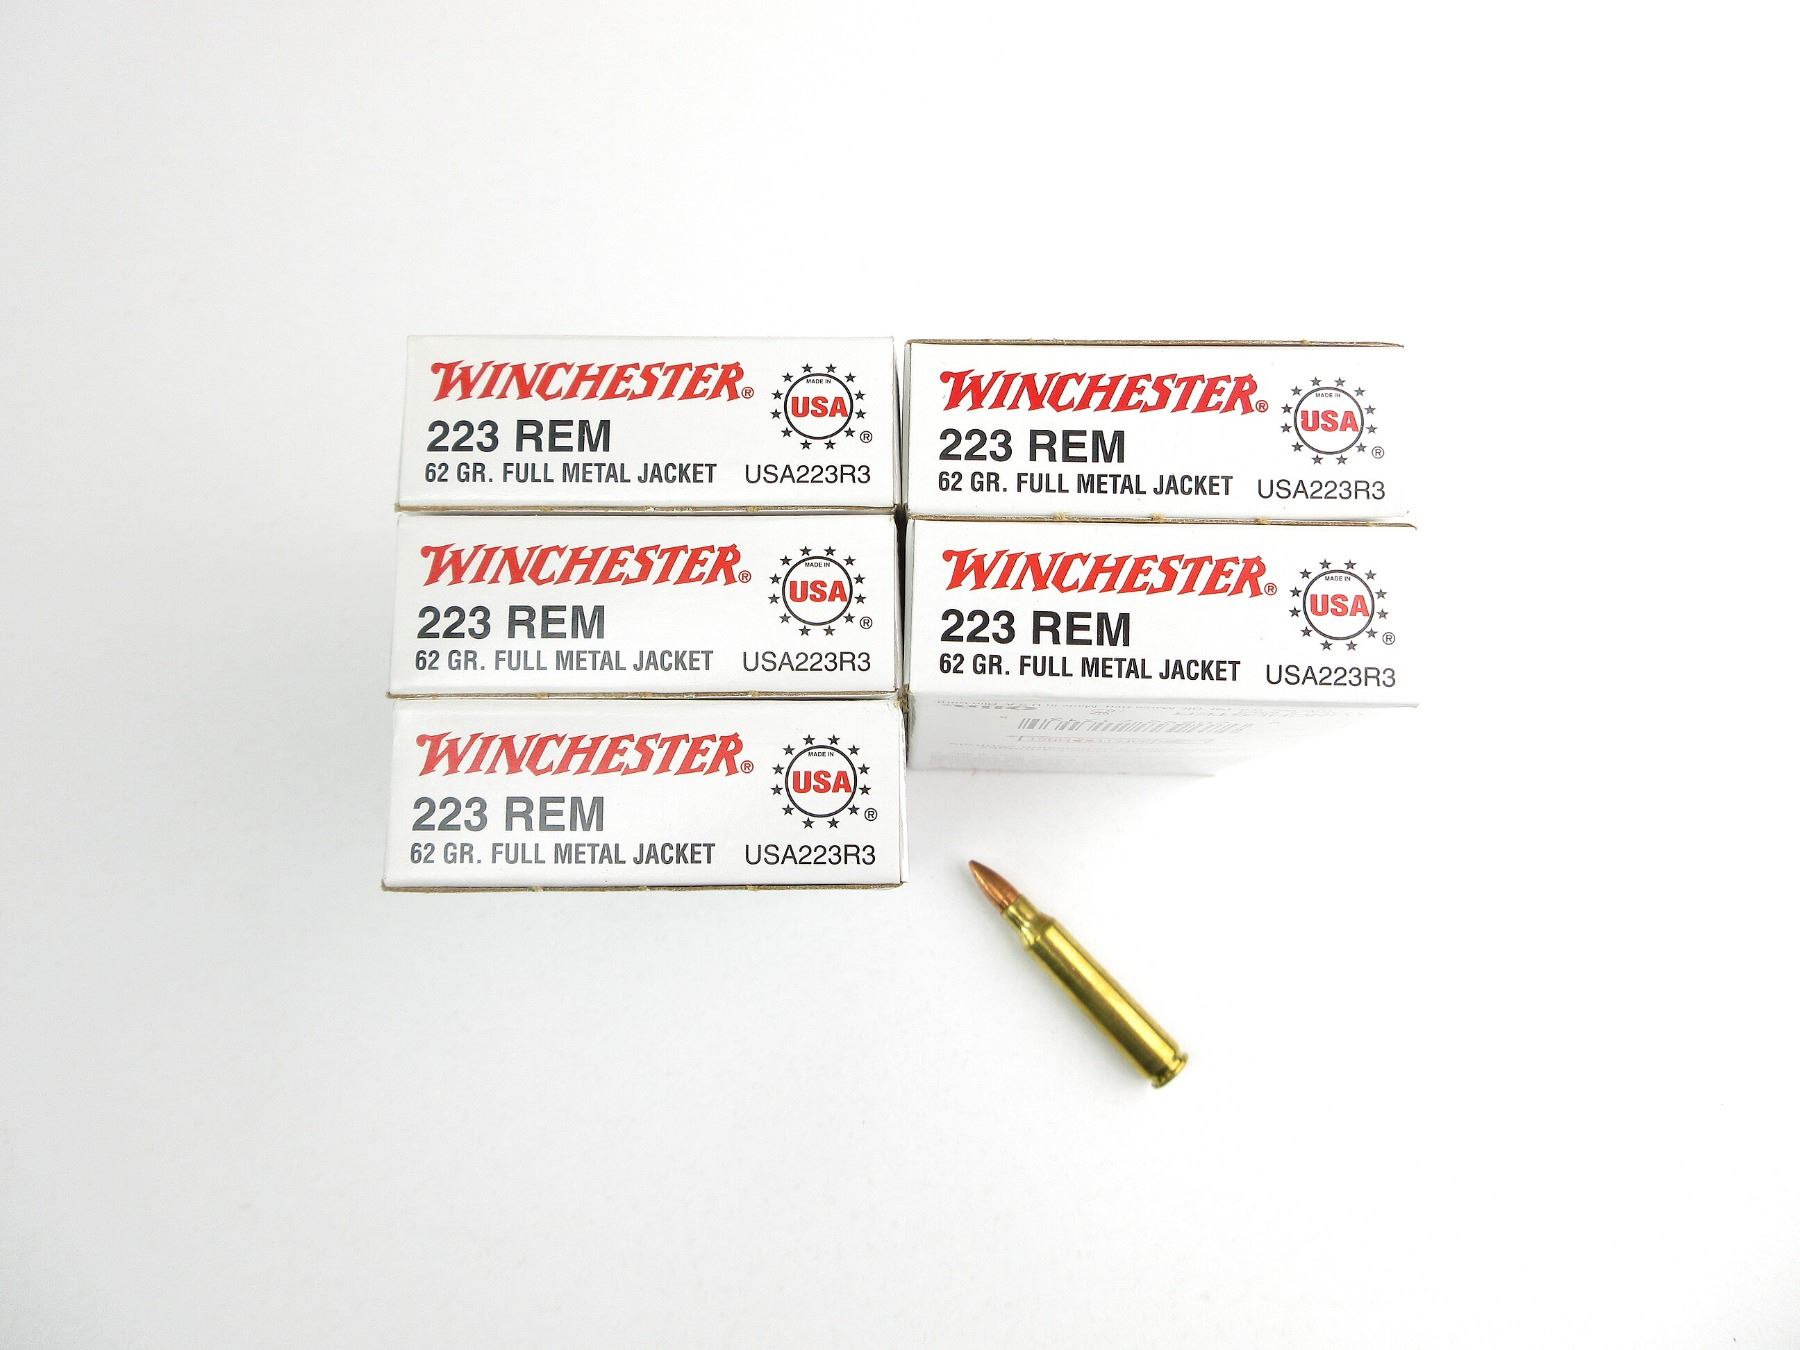 WINCHESTER®
MADE IN
USA
®
223 REM
62 GR. FULL METAL JACKET USA223R3
WINCHESTER®
MADE IN
USA
®
223 REM
62 GR. FULL METAL JACKET USA223R3
WINCHESTER®
MADE IN
USA
®
223 REM
62 GR. FULL METAL JACKET USA223R3
WINCHESTER®
MADE IN
USA
®
223 REM
62 GR. FULL METAL JACKET USA223R3
WINCHESTER®
MADE IN
USA
®
223 REM
62 GR. FULL METAL JACKET USA223R3